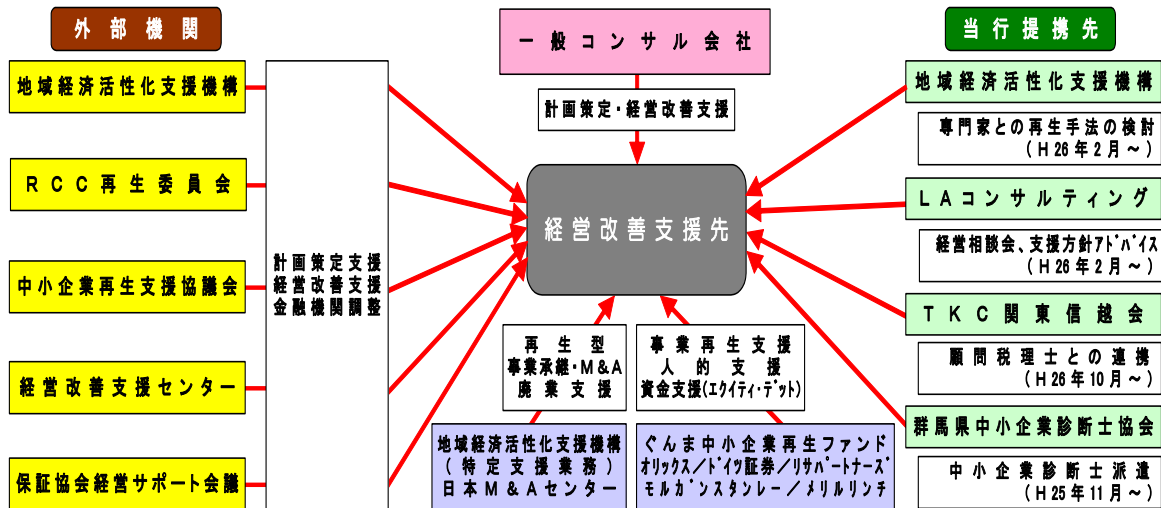 外部機関
地域経済活性化支援機構
RCC再生委員会
中小企業再生支援協議会
経営改善支援センター
保証協会経営サポート会議
計画策定支援
経営改善支援
金融機関調整
一般コンサル会社
計画策定・経営改善支援
経営改善支援先
再生型
事業承継・M&A
廃業支援
事業再生支援
人的支援
資金支援(エクイティ・デット)
地域経済活性化支援機構
(特定支援業務)
日本M&Aセンター
ぐんま中小企業再生ファンド
オリックス/ドイツ証券/リサパートナーズ
モルガンスタンレー/メリルリンチ
当行提携先
地域経済活性化支援機構
専門家との再生手法の検討
(H26年2月~)
LAコンサルティング
経営相談会、支援方針アドバイス
(H26年2月~)
TKC関東信越会
顧問税理士との連携
(H26年10月~)
群馬県中小企業診断士協会
中小企業診断士派遣
(H25年11月~)